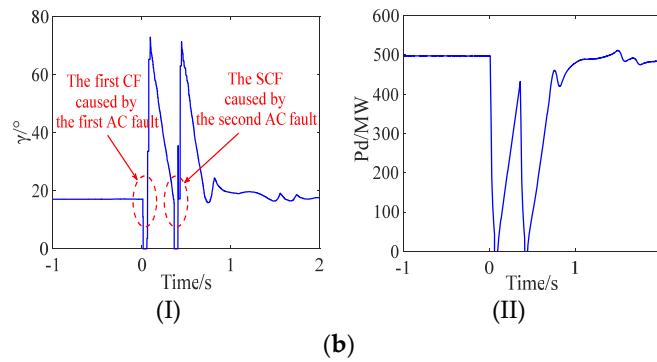 80
60
40
20
0
γ/°
The first CF
caused by
the first AC fault
The SCF
caused by
the second AC fault
-1
0
1
2
Time/s
(I)
600
500
400
300
200
100
0
Pd/MW
-1
0
1
Time/s
(II)
(b)